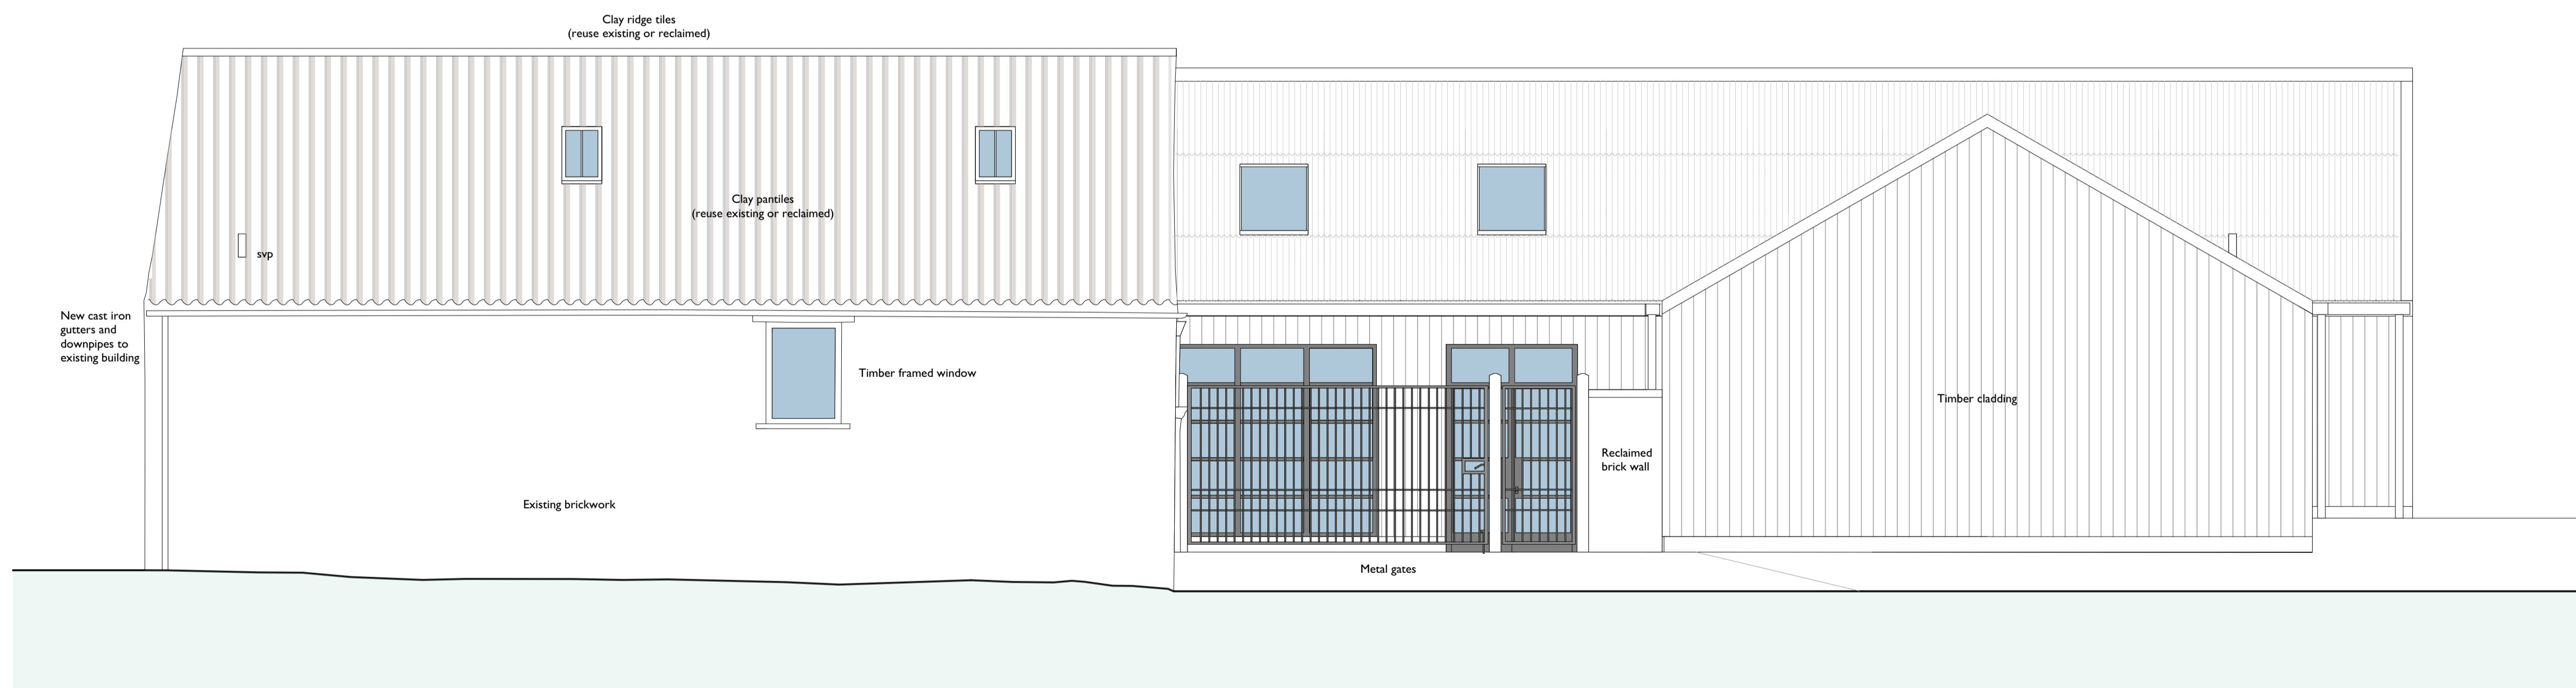 Clay ridge tiles
(reuse existing or reclaimed)
Clay pantiles
(reuse existing or reclaimed)
svp
New cast iron
gutters and
downpipes to
existing building
Timber framed window
Existing brickwork
Metal gates
Reclaimed
brick wall
Timber cladding